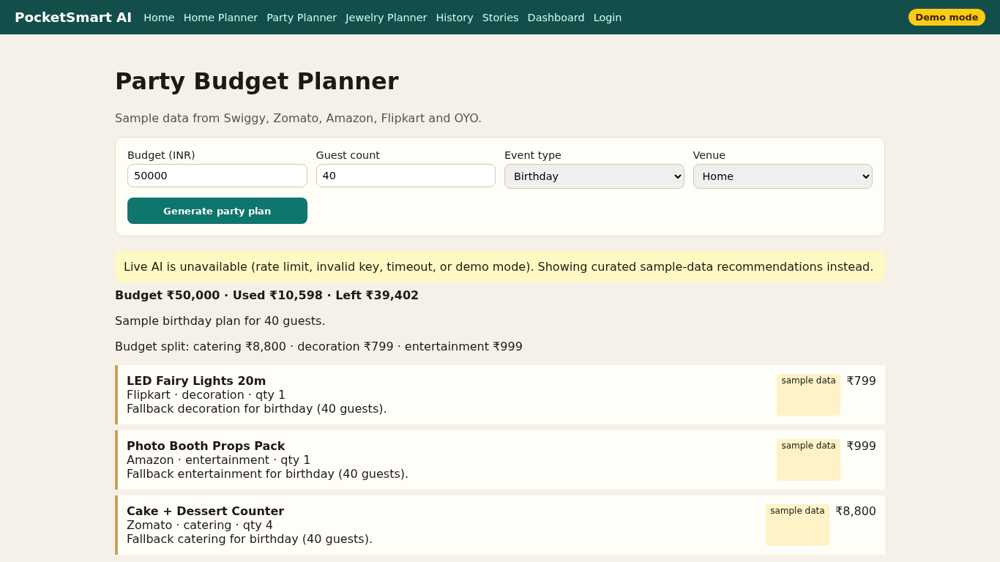 PocketSmart AI Home Home Planner Party Planner Jewelry Planner History Stories Dashboard Login Demo mode
Party Budget Planner
Sample data from Swiggy, Zomato, Amazon, Flipkart and OYO.
Budget (INR) Guest count Event type Venue
50000 40 Birthday Home
Generate party plan
Live AI is unavailable (rate limit, invalid key, timeout, or demo mode). Showing curated sample-data recommendations instead.
Budget ₹50,000 · Used ₹10,598 · Left ₹39,402
Sample birthday plan for 40 guests.
Budget split: catering ₹8,800 · decoration ₹799 · entertainment ₹999
LED Fairy Lights 20m sample data ₹799
Flipkart · decoration · qty 1
Fallback decoration for birthday (40 guests).
Photo Booth Props Pack sample data ₹999
Amazon · entertainment · qty 1
Fallback entertainment for birthday (40 guests).
Cake + Dessert Counter sample data ₹8,800
Zomato · catering · qty 4
Fallback catering for birthday (40 guests).